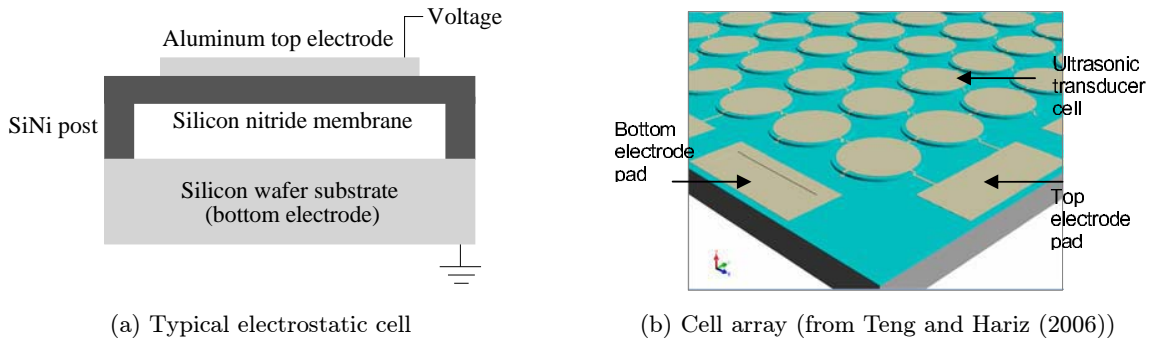 Voltage
Aluminum top electrode
SiNi post
Silicon nitride membrane
Silicon wafer substrate
(bottom electrode)
(a) Typical electrostatic cell
Ultrasonic
transducer
cell
Bottom
electrode
pad
Top
electrode
pad
(b) Cell array (from Teng and Hariz (2006))